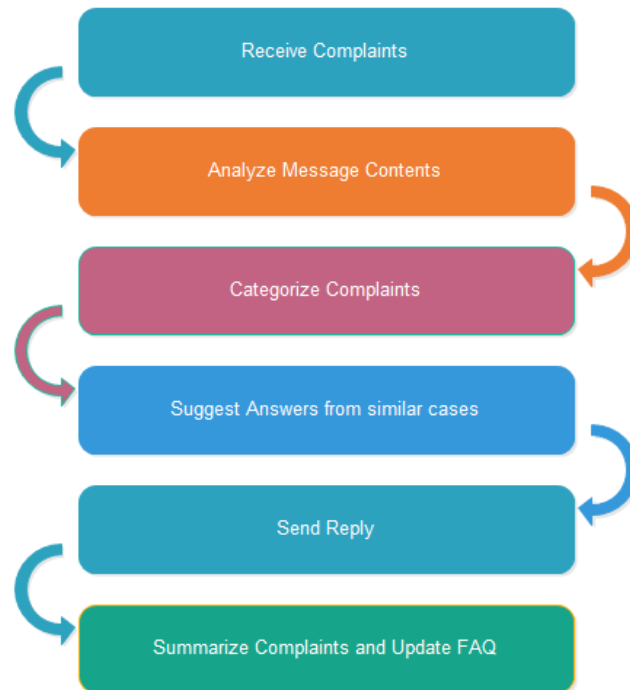 Receive Complaints
Analyze Message Contents
Categorize Complaints
Suggest Answers from similar cases
Send Reply
Summarize Complaints and Update FAQ